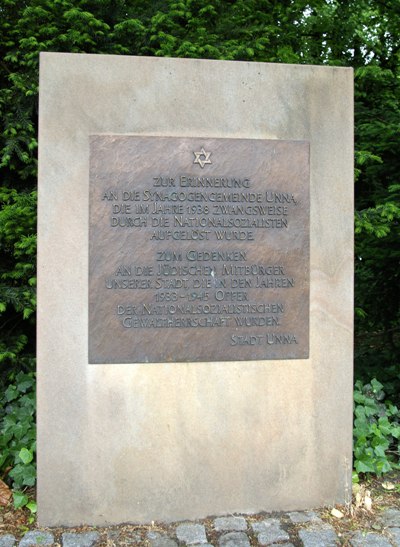 ZUR ERINNERUNG
AN DIE SYNAGOGENGEMEINDE UNNA,
DIE IM JAHRE 1938 ZWANGSWEISE
DURCH DIE NATIONALSOZIALISTEN
AUFGELÖST WURDE.
ZUM GEDENKEN
AN DIE JÜDISCHEN MITBÜRGER
UNSERER STADT, DIE IN DEN JAHREN
1933-1945 OPFER
DER NATIONALSOZIALISTISCHEN
GEWALTHERRSCHAFT WURDEN.
STADT UNNA